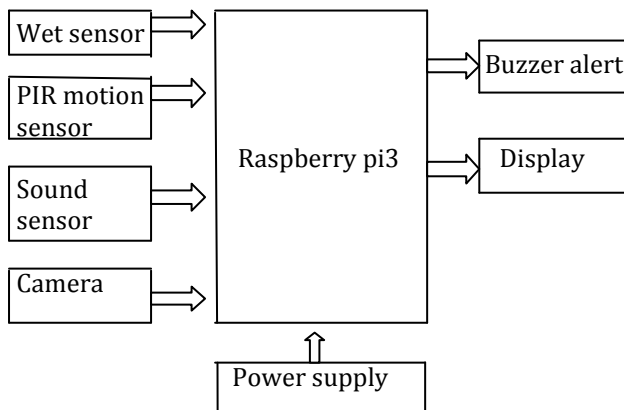 Wet sensor
PIR motion
sensor
Sound
sensor
Camera
Raspberry pi3
Buzzer alert
Display
Power supply